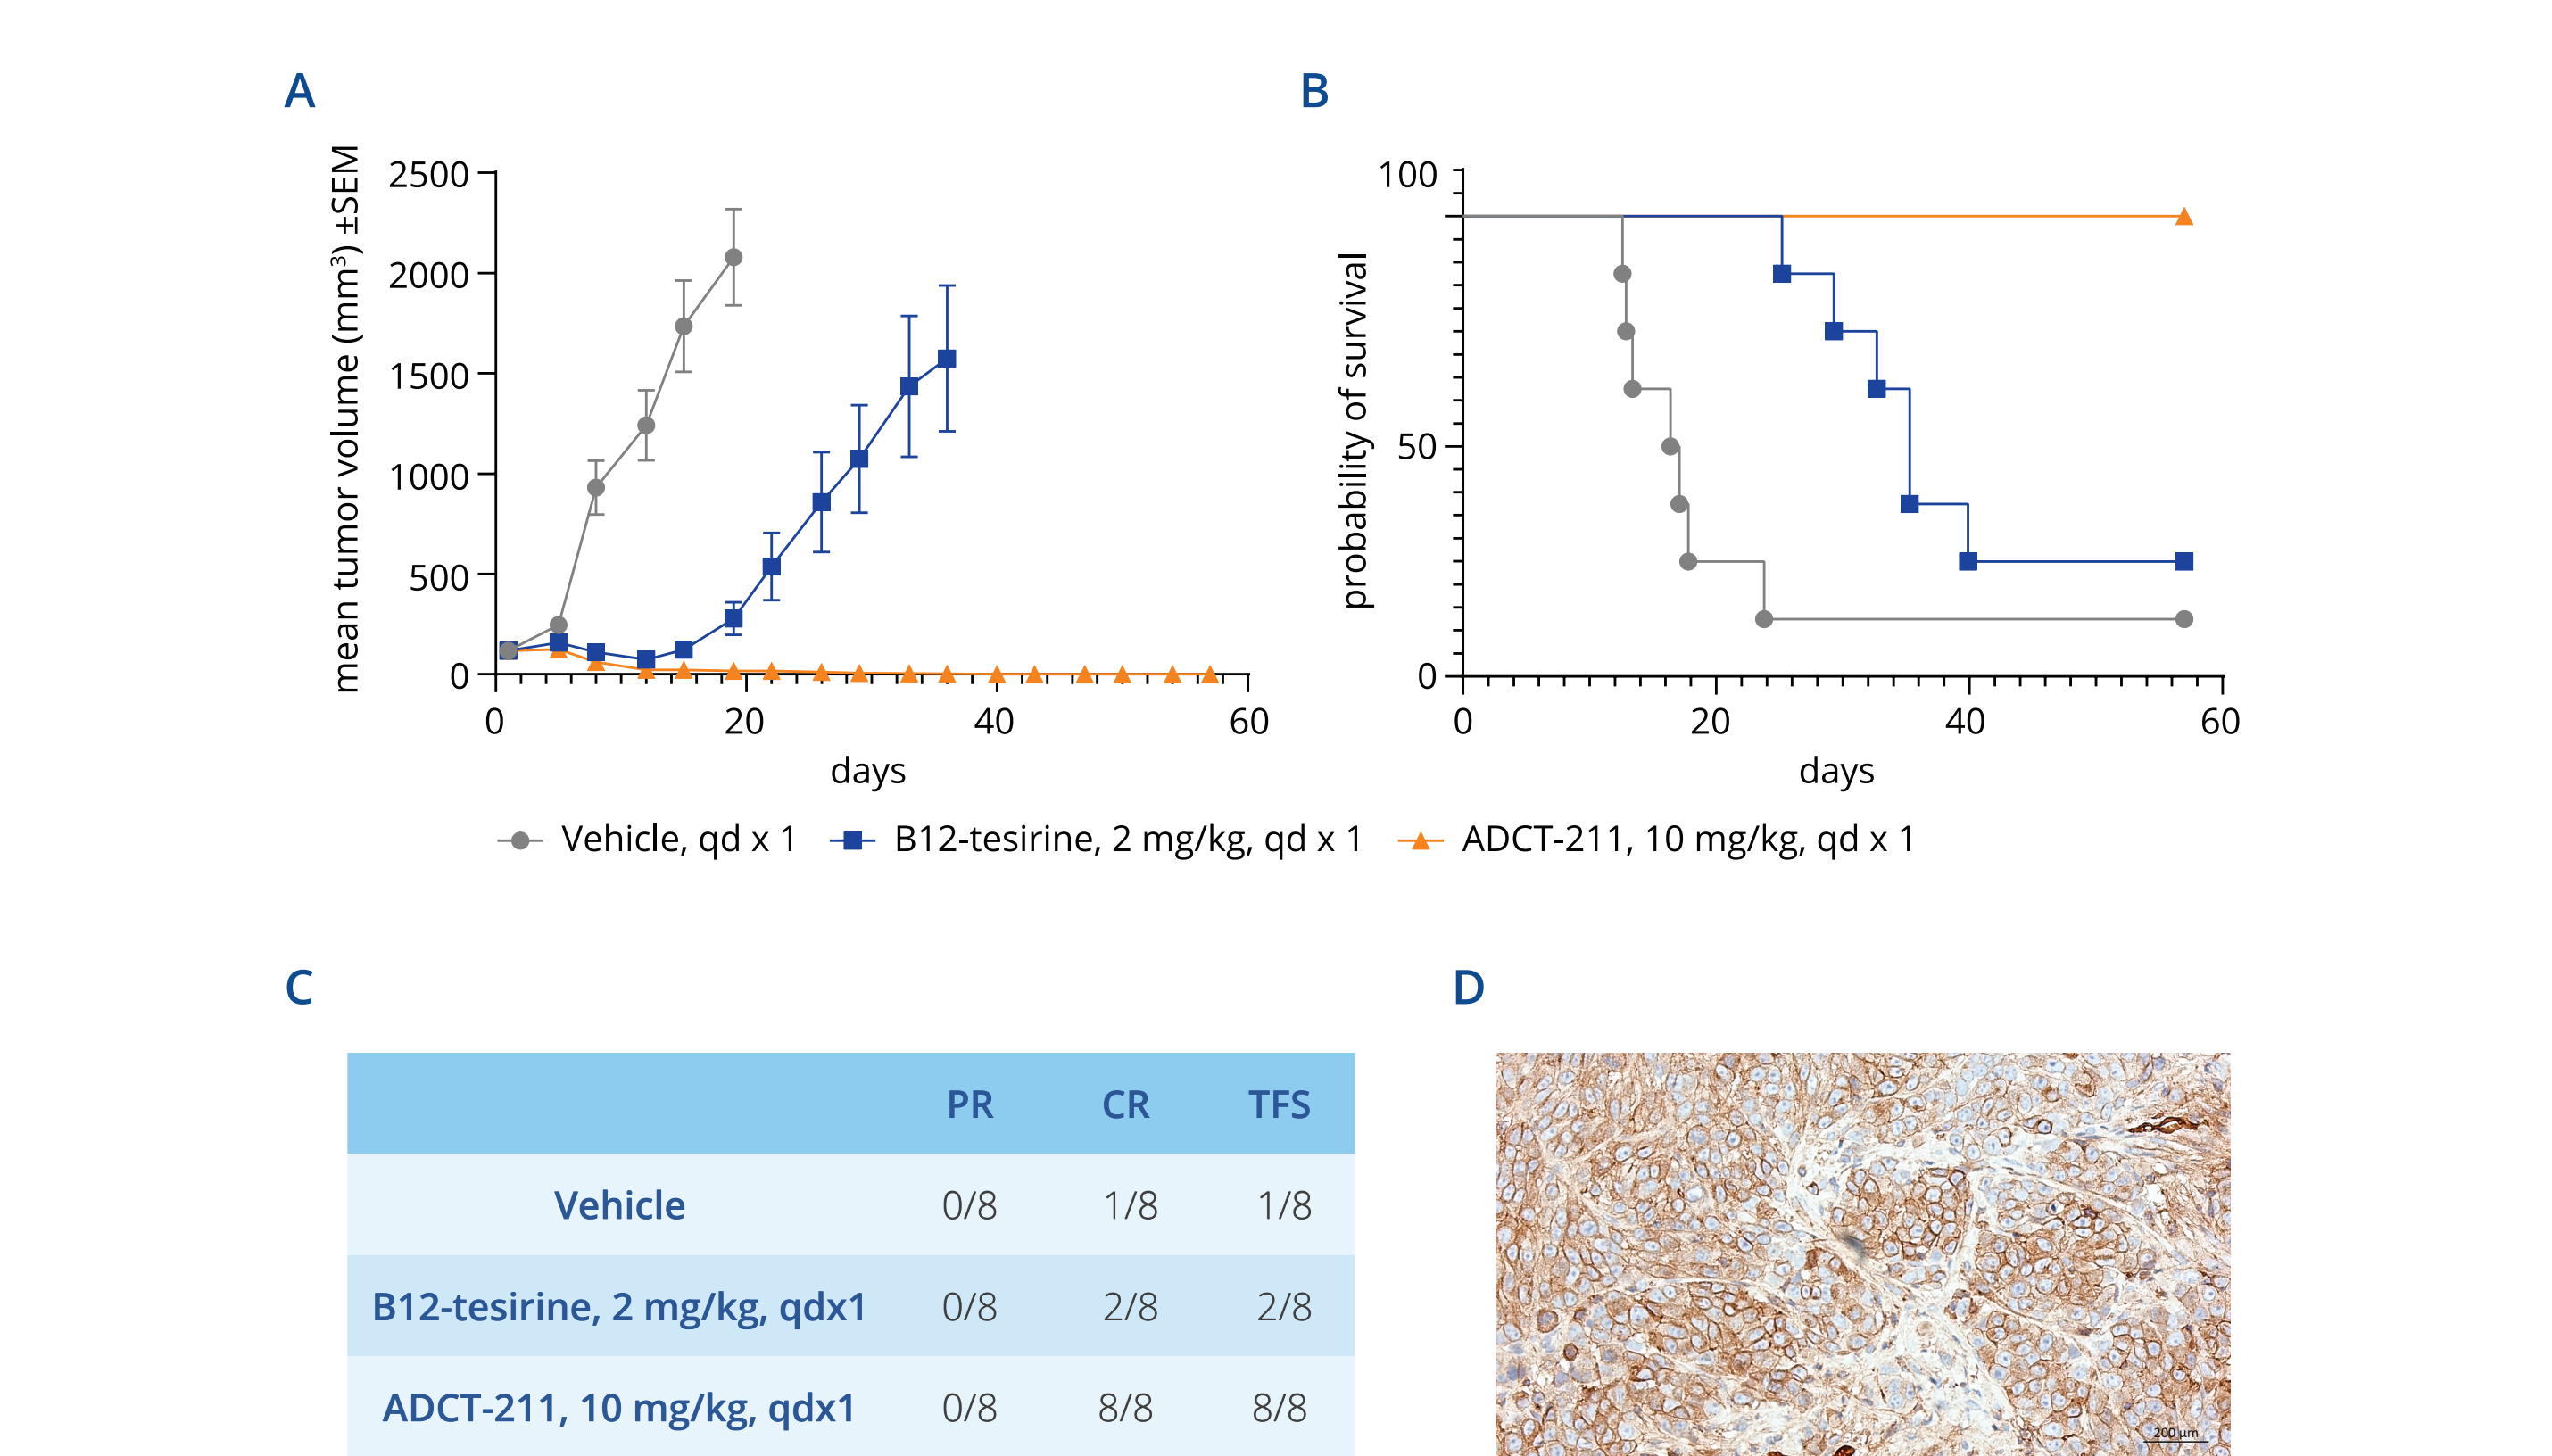 A
B
mean tumor volume (mm³) ±SEM
2500
2000
1500
1000
500
0
0 20 40 60
days
probability of survival
100
50
0
0 20 40 60
days
Vehicle, qd x 1 B12-tesirine, 2 mg/kg, qd x 1 ADCT-211, 10 mg/kg, qd x 1
C
D
PR CR TFS
Vehicle 0/8 1/8 1/8
B12-tesirine, 2 mg/kg, qdx1 0/8 2/8 2/8
ADCT-211, 10 mg/kg, qdx1 0/8 8/8 8/8
200 µm